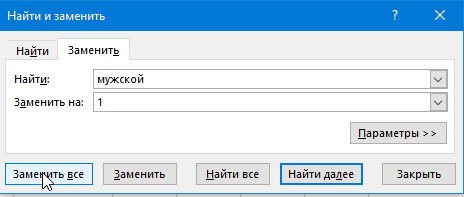 Найти и заменить ?
Найти Заменить
Найти: мужской
Заменить на: 1
Параметры >>
Заменить все Заменить Найти все Найти далее Закрыть